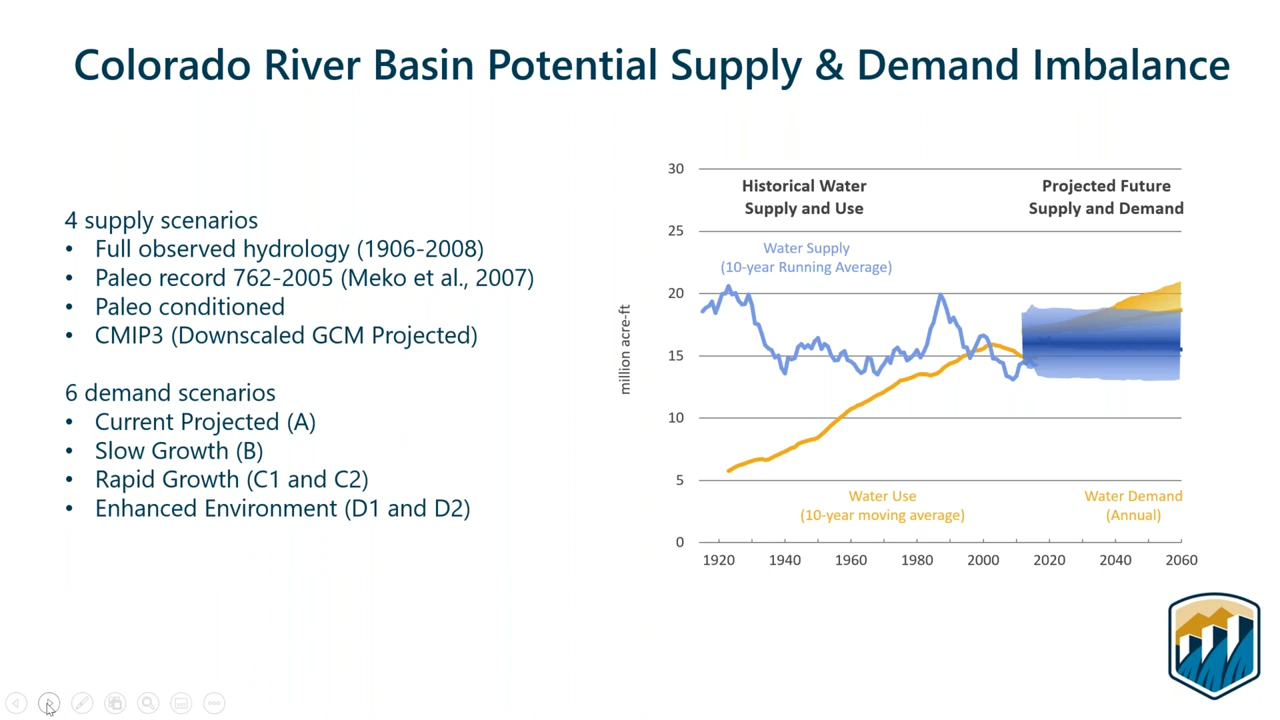 Colorado River Basin Potential Supply & Demand Imbalance
4 supply scenarios
• Full observed hydrology (1906-2008)
• Paleo record 762-2005 (Meko et al., 2007)
• Paleo conditioned
• CMIP3 (Downscaled GCM Projected)
6 demand scenarios
• Current Projected (A)
• Slow Growth (B)
• Rapid Growth (C1 and C2)
• Enhanced Environment (D1 and D2)
million acre-ft
30
25
20
15
10
5
0
Historical Water
Supply and Use
Projected Future
Supply and Demand
Water Supply
(10-year Running Average)
Water Use
(10-year moving average)
Water Demand
(Annual)
1920 1940 1960 1980 2000 2020 2040 2060